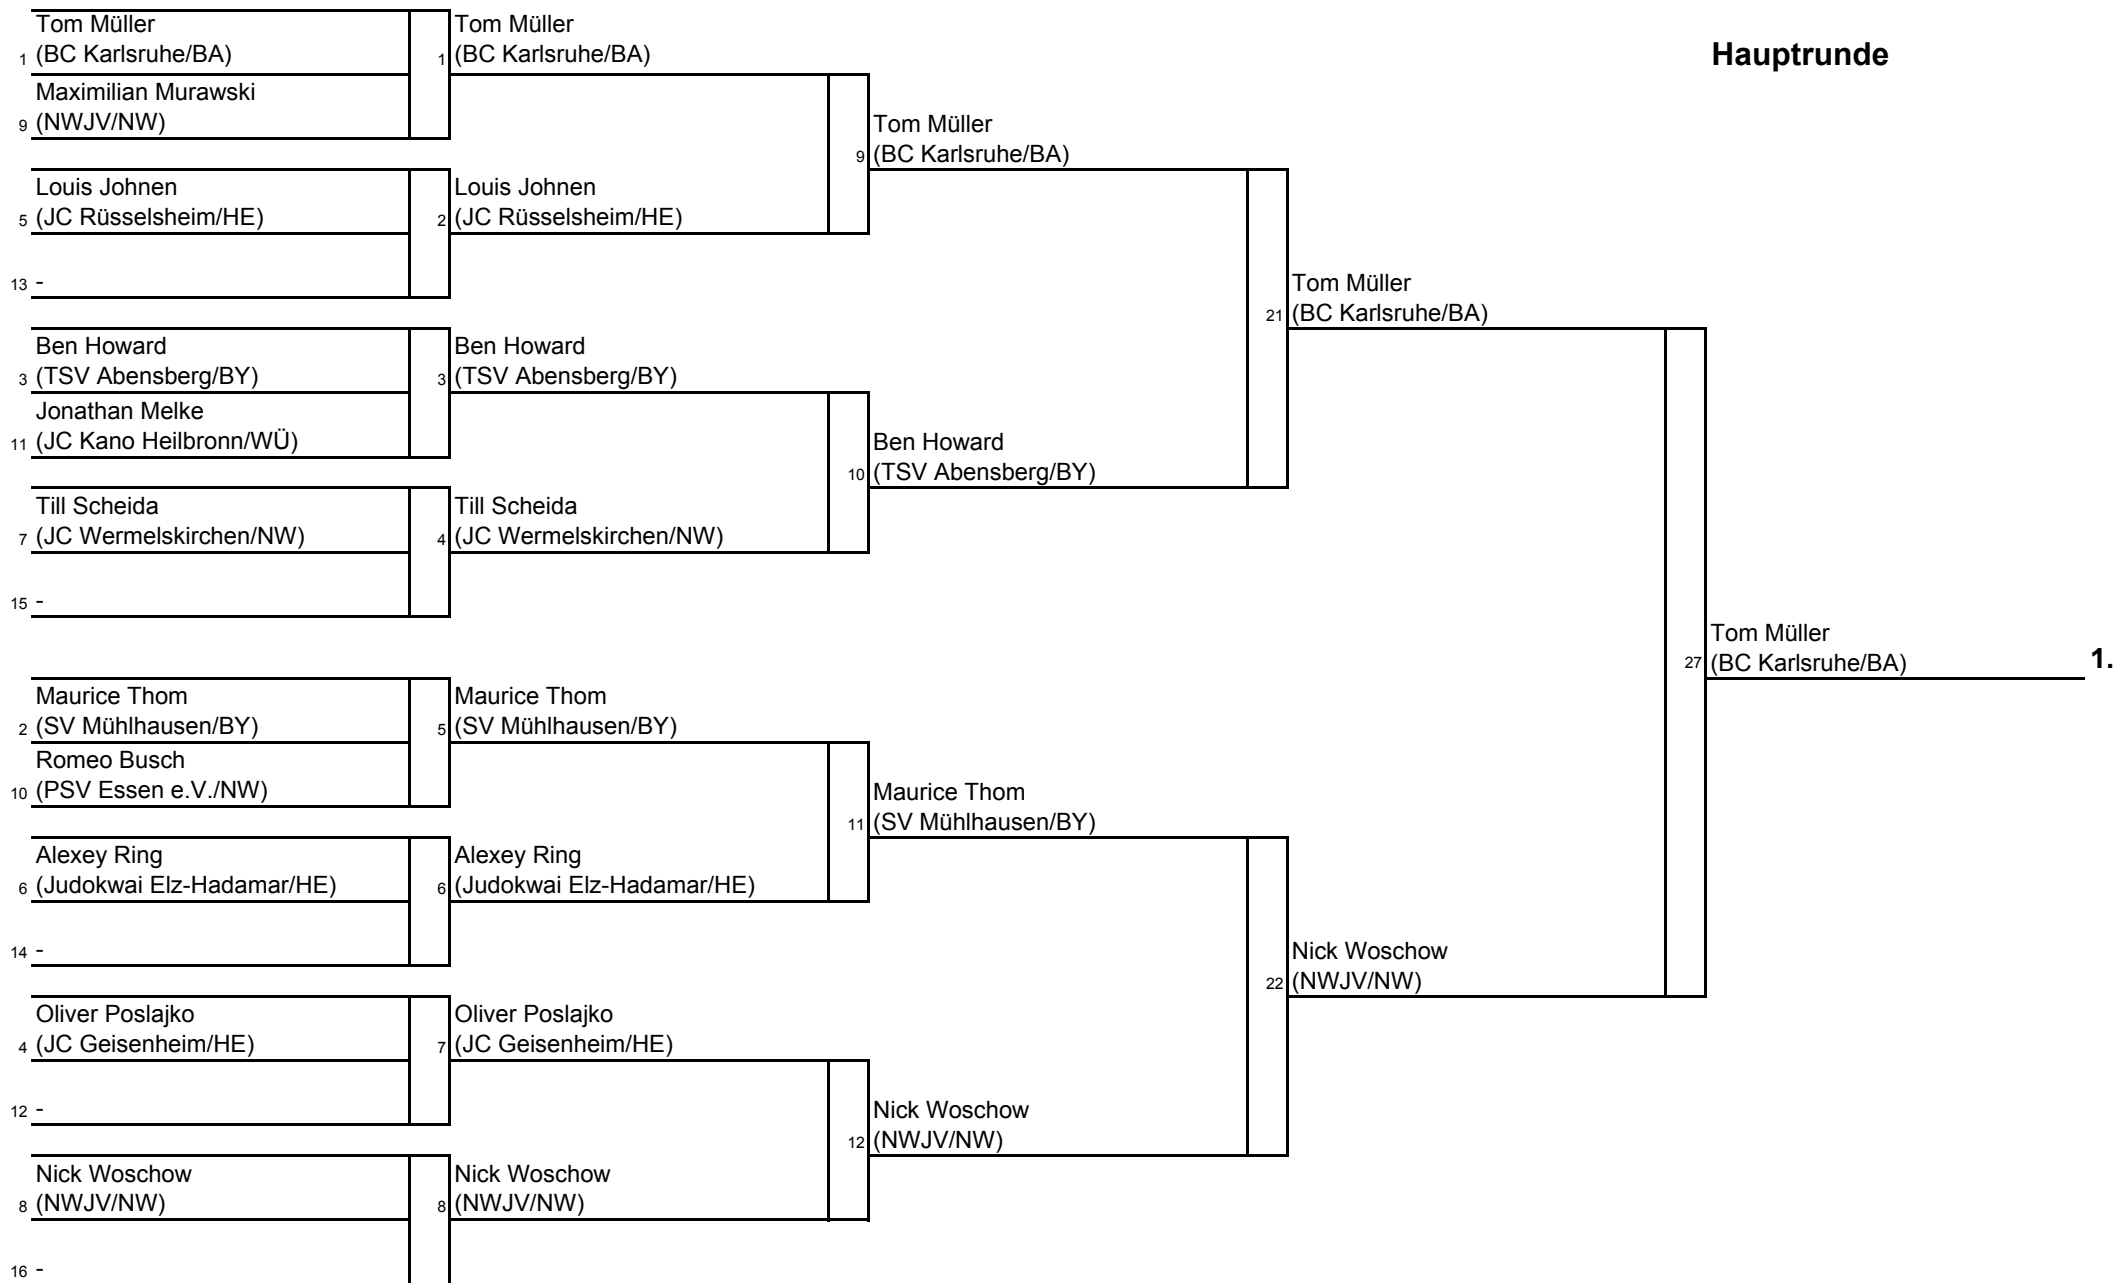 Hauptrunde
Tom Müller
1 (BC Karlsruhe/BA)
Maximilian Murawski
9 (NWJV/NW)
Louis Johnen
5 (JC Rüsselsheim/HE)
13 -
Ben Howard
3 (TSV Abensberg/BY)
Jonathan Melke
11 (JC Kano Heilbronn/WÜ)
Till Scheida
7 (JC Wermelskirchen/NW)
15 -
Maurice Thom
2 (SV Mühlhausen/BY)
Romeo Busch
10 (PSV Essen e.V./NW)
Alexey Ring
6 (Judokwai Elz-Hadamar/HE)
14 -
Oliver Poslajko
4 (JC Geisenheim/HE)
12 -
Nick Woschow
8 (NWJV/NW)
16 -
Tom Müller
1 (BC Karlsruhe/BA)
Louis Johnen
2 (JC Rüsselsheim/HE)
Ben Howard
3 (TSV Abensberg/BY)
Till Scheida
4 (JC Wermelskirchen/NW)
Maurice Thom
5 (SV Mühlhausen/BY)
Alexey Ring
6 (Judokwai Elz-Hadamar/HE)
Oliver Poslajko
7 (JC Geisenheim/HE)
Nick Woschow
8 (NWJV/NW)
Tom Müller
9 (BC Karlsruhe/BA)
Ben Howard
10 (TSV Abensberg/BY)
Maurice Thom
11 (SV Mühlhausen/BY)
Nick Woschow
12 (NWJV/NW)
Tom Müller
21 (BC Karlsruhe/BA)
Nick Woschow
22 (NWJV/NW)
Tom Müller
27 (BC Karlsruhe/BA) 1.